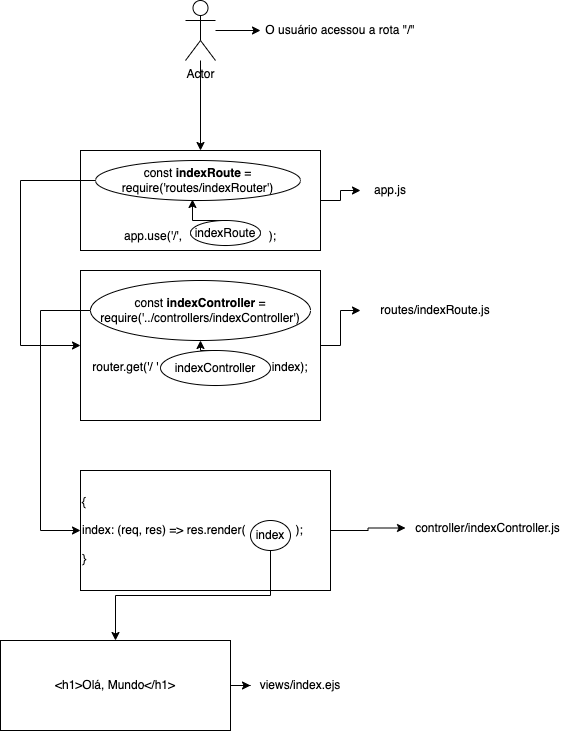 O usuário acessou a rota "/"
Actor
const indexRoute =
require('routes/indexRouter')
app.js
app.use('/', indexRoute );
const indexController =
require('../controllers/indexController')
routes/indexRoute.js
router.get('/ ' indexController index);
{
index: (req, res) => res.render( index );
controller/indexController.js
}
<h1>Olá, Mundo</h1>
views/index.ejs